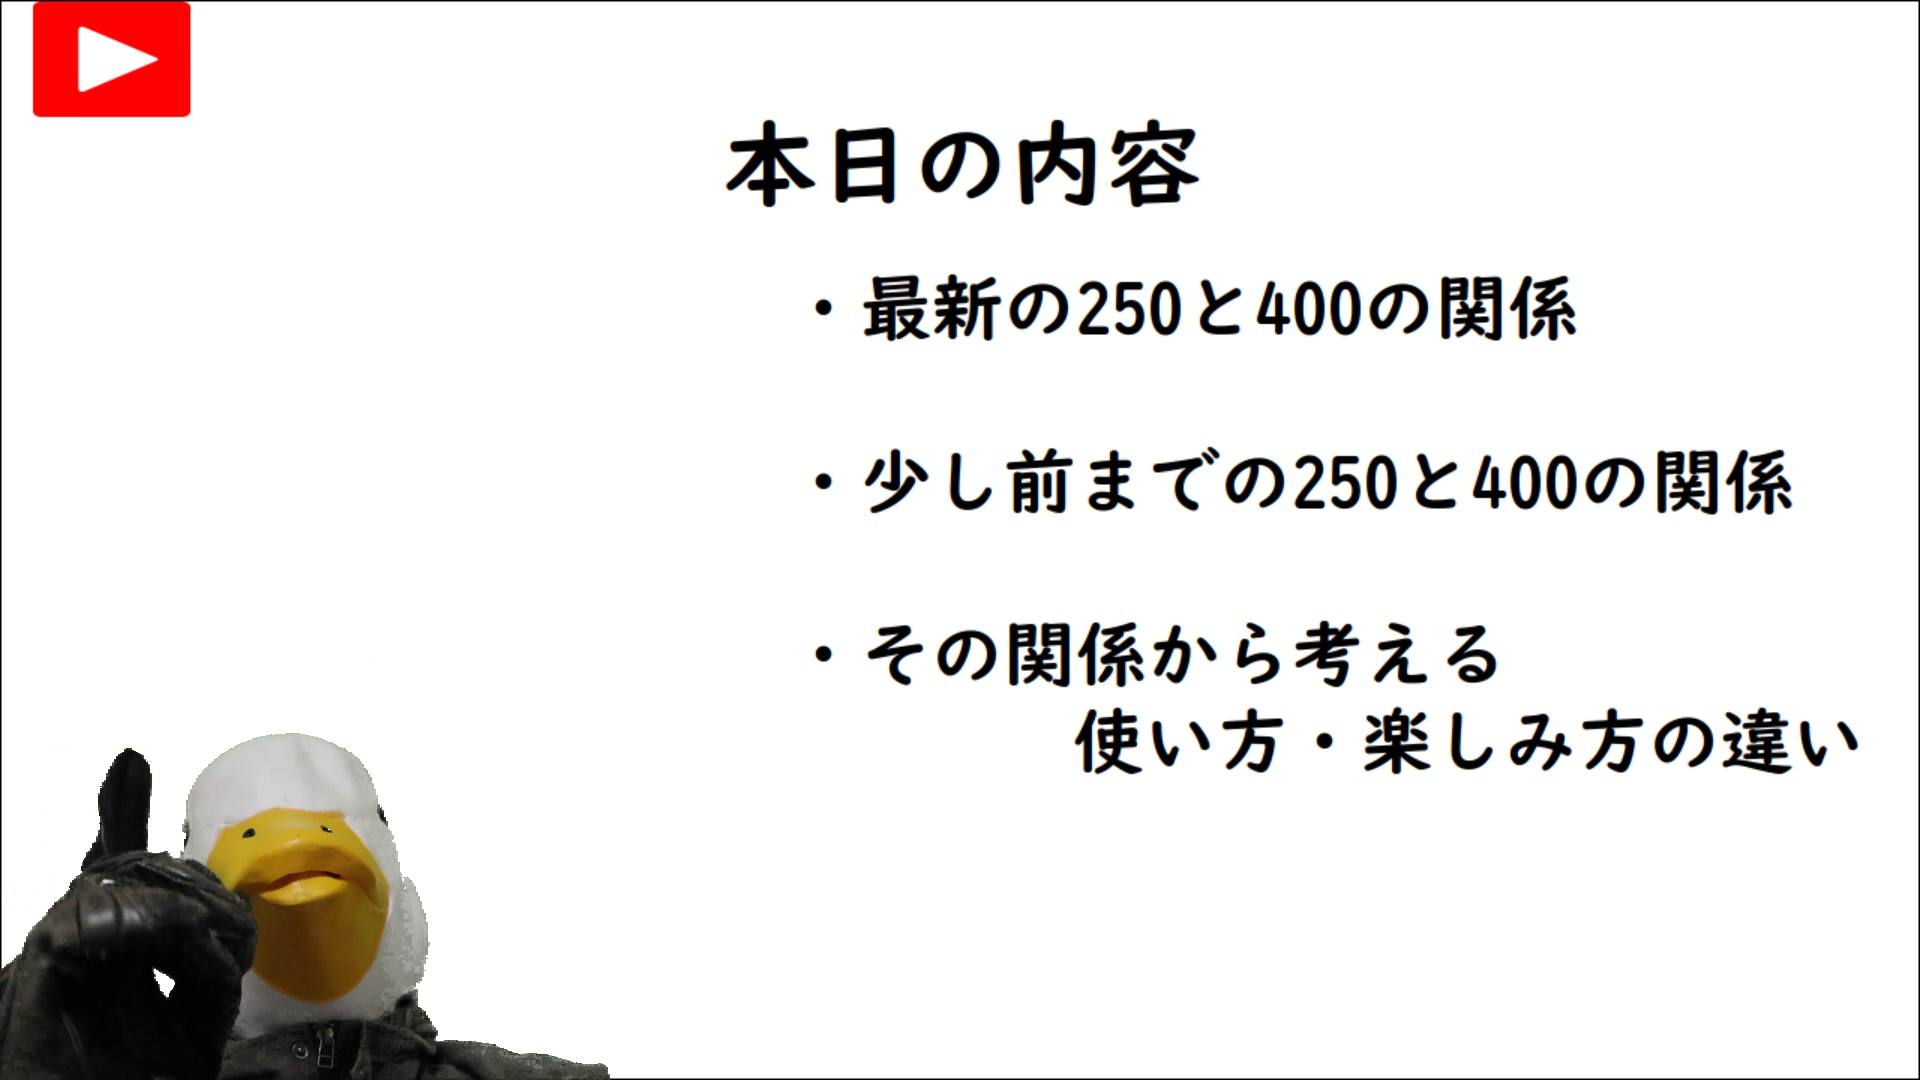 本日の内容
・最新の250と400の関係
・少し前までの250と400の関係
・その関係から考える
使い方・楽しみ方の違い